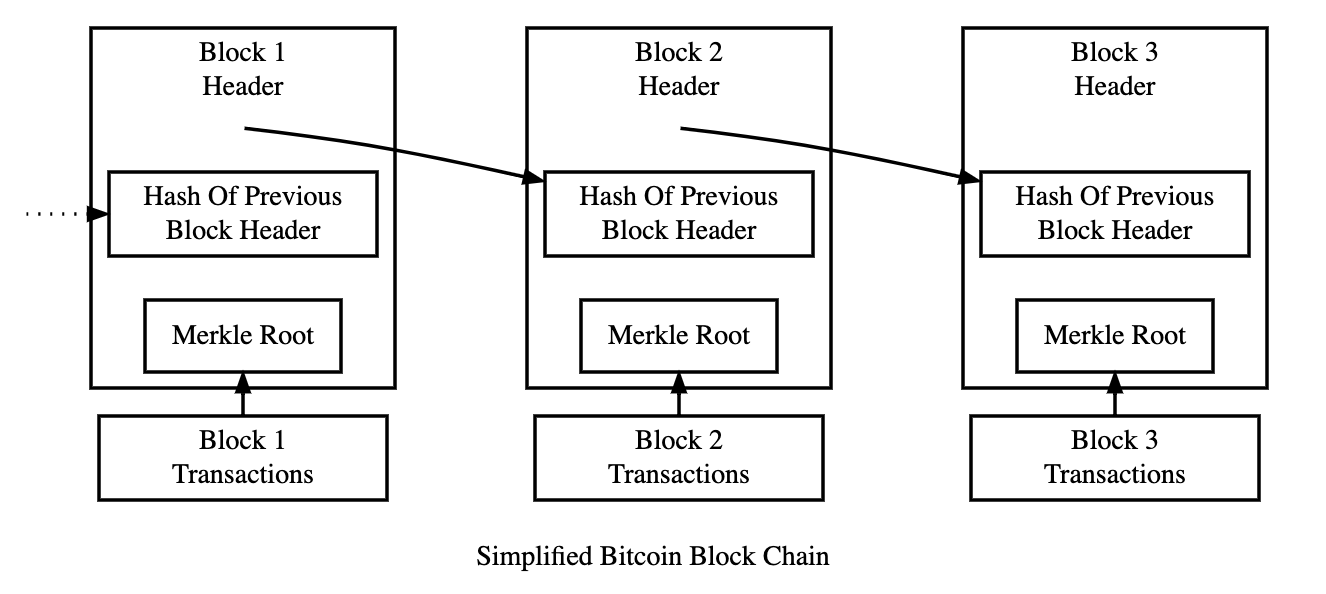 Block 1
Header
Hash Of Previous
Block Header
Merkle Root
Block 1
Transactions
Block 2
Header
Hash Of Previous
Block Header
Merkle Root
Block 2
Transactions
Block 3
Header
Hash Of Previous
Block Header
Merkle Root
Block 3
Transactions
Simplified Bitcoin Block Chain